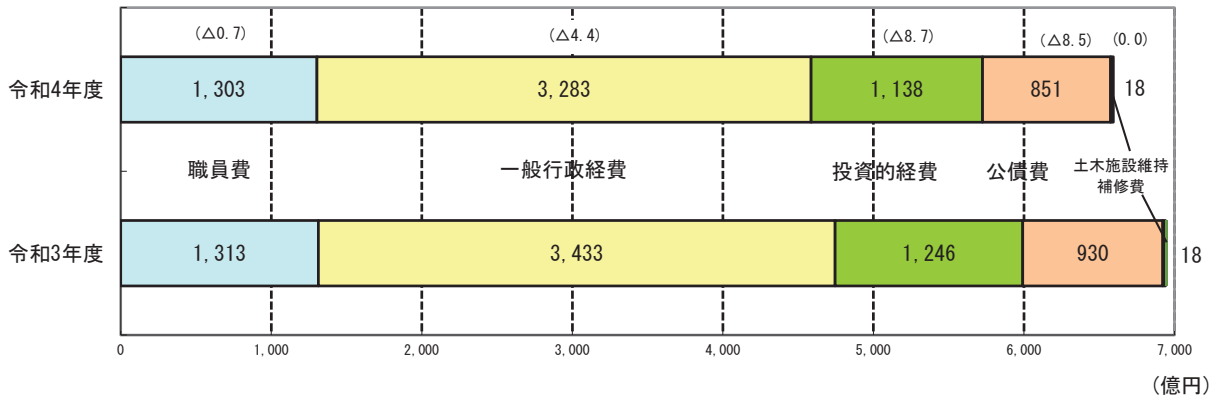 (△0.7) (△4.4) (△8.7) (△8.5) (0.0)
令和4年度 1,303 3,283 1,138 851 18
職員費 一般行政経費 投資的経費 公債費 土木施設維持
補修費
令和3年度 1,313 3,433 1,246 930 18
0 1,000 2,000 3,000 4,000 5,000 6,000 7,000
(億円)